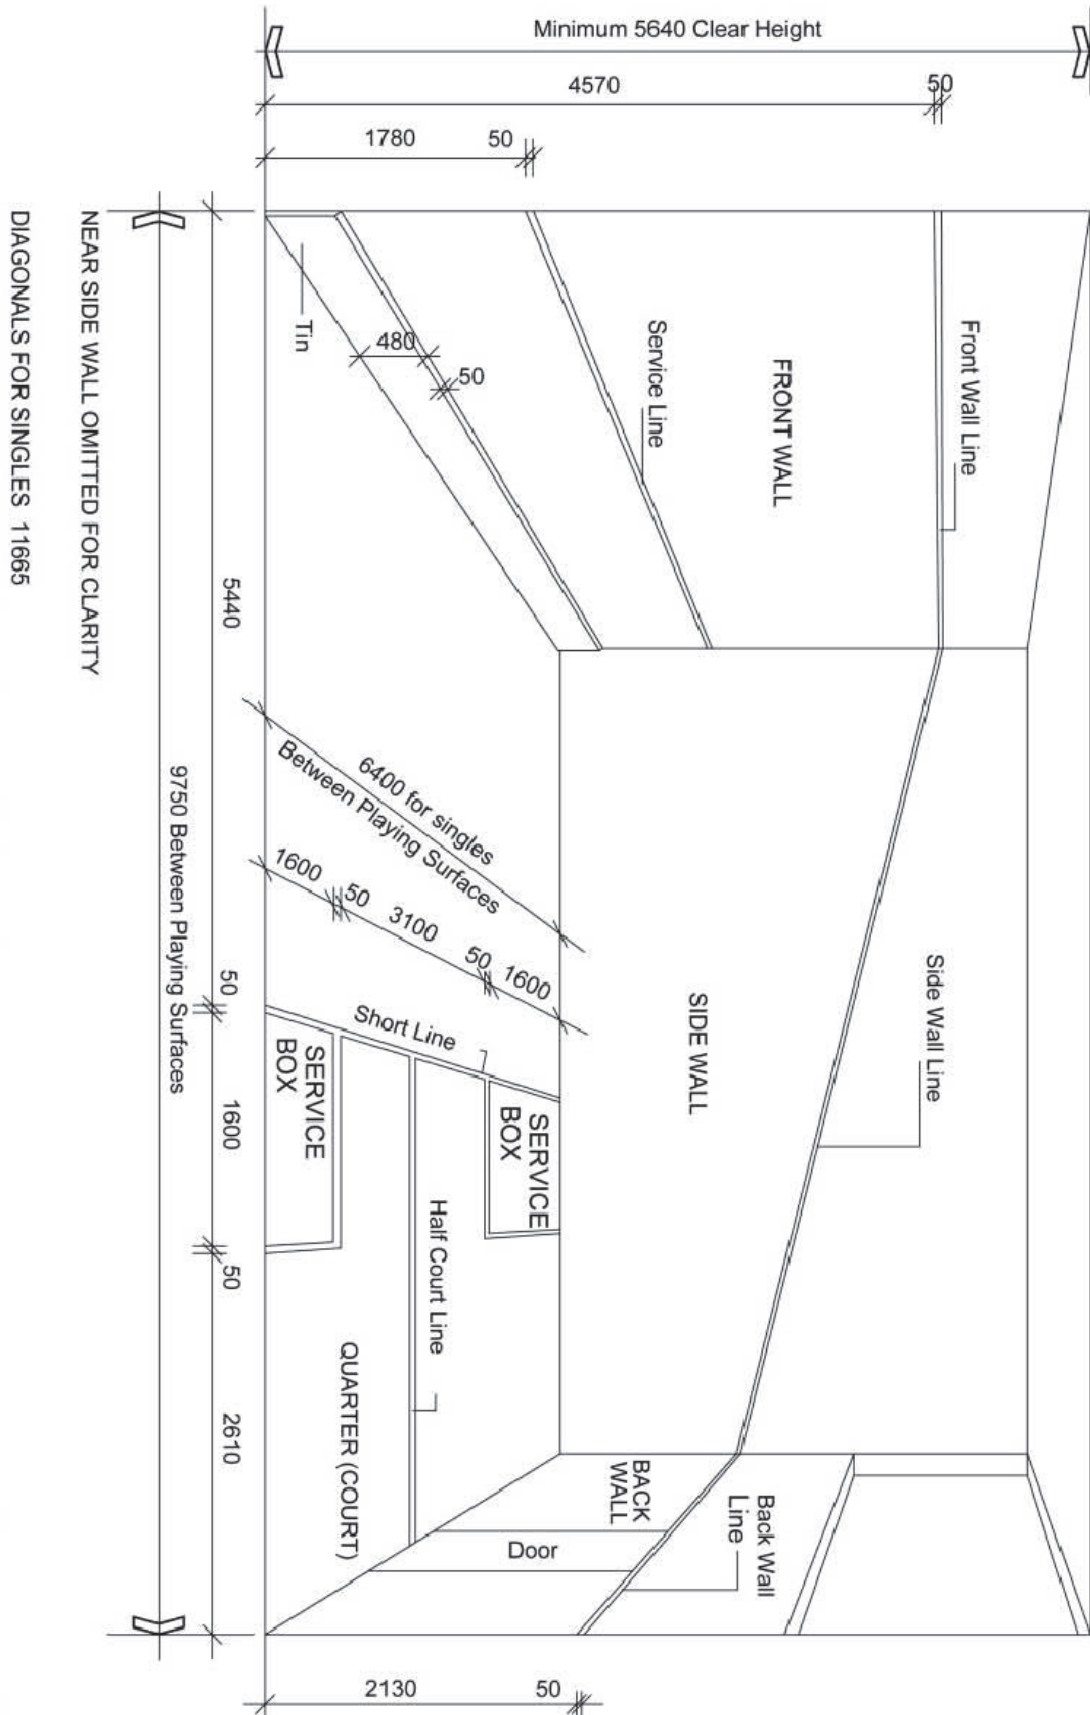 Minimum 5640 Clear Height
4570
50
1780
50
Front Wall Line
FRONT WALL
Service Line
480
50
Tin
6400 for singles
Between Playing Surfaces
1600
50
3100
50
1600
Short Line
SERVICE
BOX
SERVICE
BOX
Half Court Line
QUARTER (COURT)
SIDE WALL
Side Wall Line
BACK
WALL
Back Wall
Line
Door
2130
50
5440
50
1600
50
2610
9750 Between Playing Surfaces
NEAR SIDE WALL OMITTED FOR CLARITY
DIAGONALS FOR SINGLES 11665